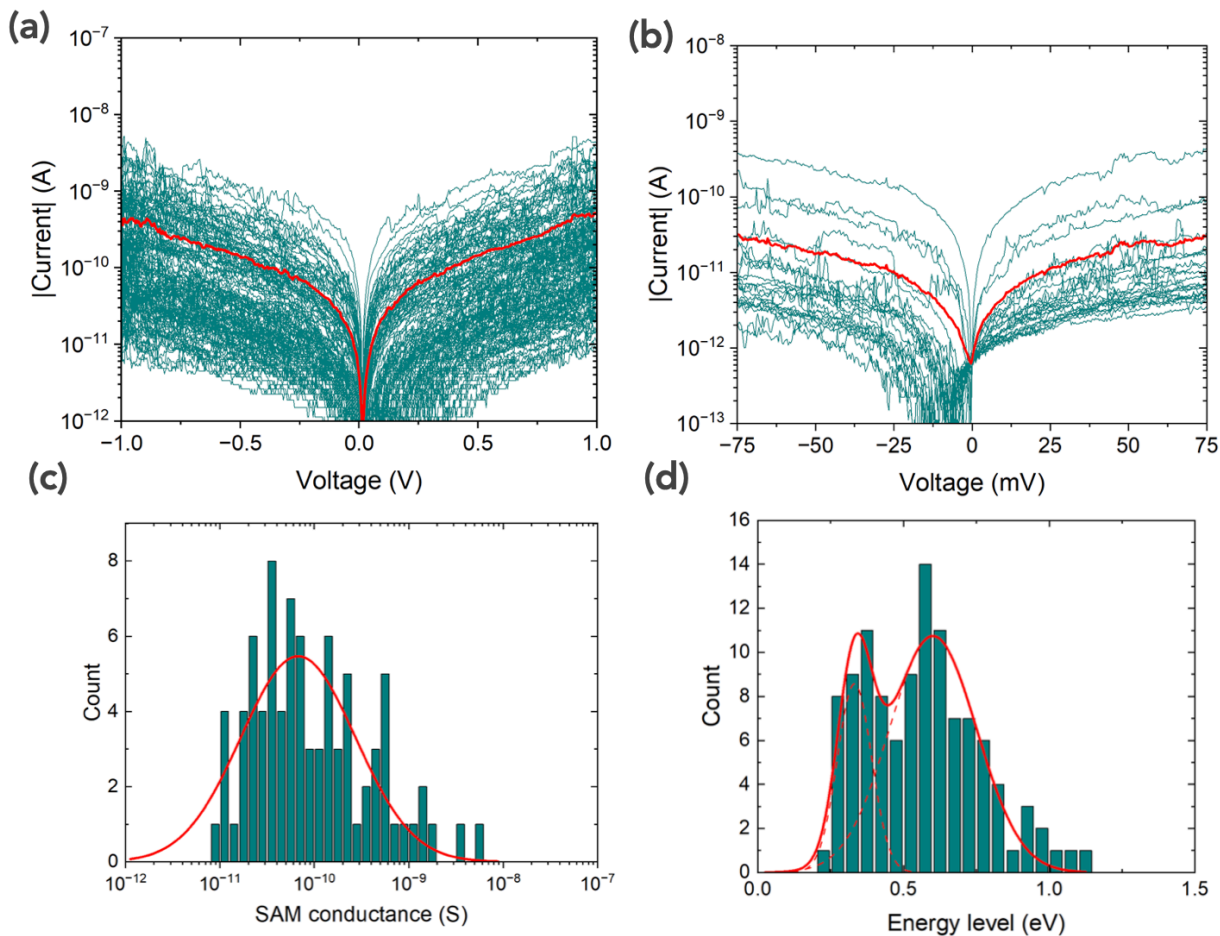 (a)
10⁻⁷
10⁻⁸
10⁻⁹
10⁻¹⁰
10⁻¹¹
10⁻¹²
|Current| (A)
−1.0 −0.5 0.0 0.5 1.0
Voltage (V)
(b)
10⁻⁸
10⁻⁹
10⁻¹⁰
10⁻¹¹
10⁻¹²
10⁻¹³
|Current| (A)
−75 −50 −25 0 25 50 75
Voltage (mV)
(c)
8
6
4
2
0
Count
10⁻¹² 10⁻¹¹ 10⁻¹⁰ 10⁻⁹ 10⁻⁸ 10⁻⁷
SAM conductance (S)
(d)
16
14
12
10
8
6
4
2
0
Count
0.0 0.5 1.0 1.5
Energy level (eV)